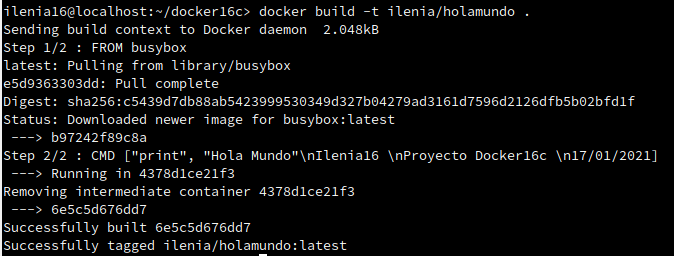 ilenia16@localhost:~/docker16c> docker build -t ilenia/holamundo .
Sending build context to Docker daemon  2.048kB
Step 1/2 : FROM busybox
latest: Pulling from library/busybox
e5d9363303dd: Pull complete
Digest: sha256:c5439d7db88ab5423999530349d327b04279ad3161d7596d2126dfb5b02bfd1f
Status: Downloaded newer image for busybox:latest
 ---> b97242f89c8a
Step 2/2 : CMD ["print", "Hola Mundo"\nIlenia16 \nProyecto Docker16c \n17/01/2021]
 ---> Running in 4378d1ce21f3
Removing intermediate container 4378d1ce21f3
 ---> 6e5c5d676dd7
Successfully built 6e5c5d676dd7
Successfully tagged ilenia/holamundo:latest